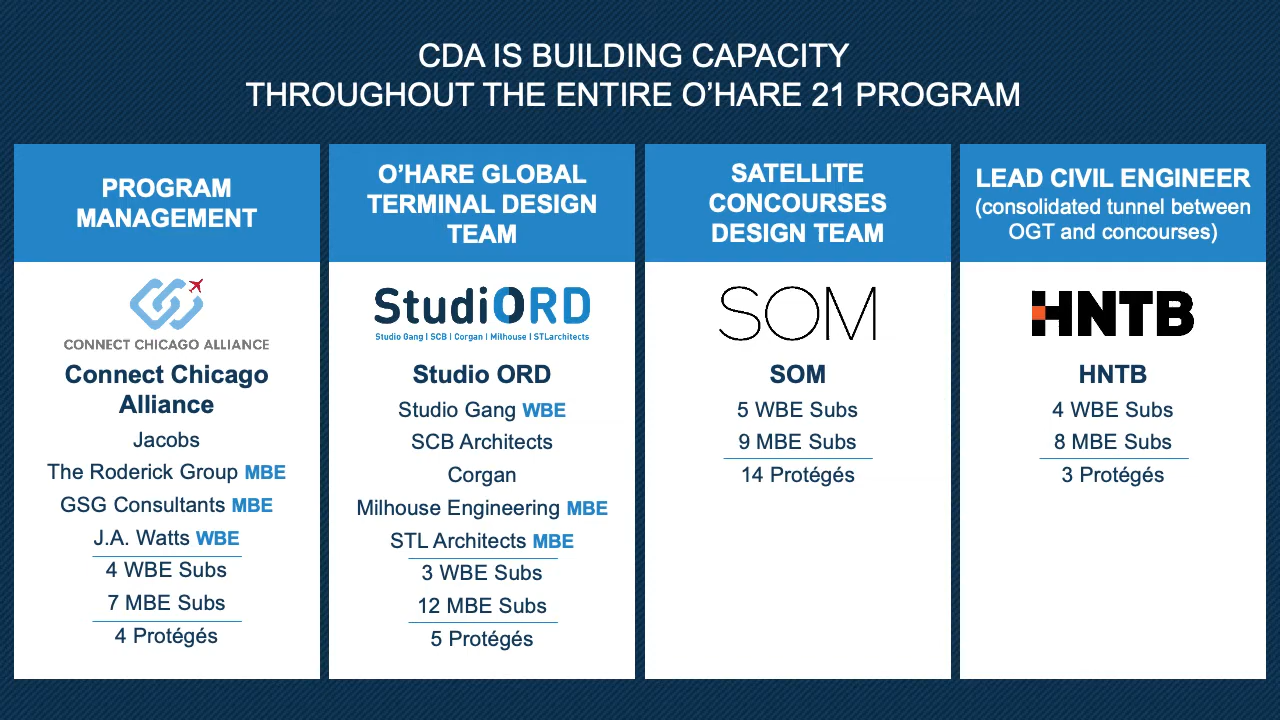 CDA IS BUILDING CAPACITY
THROUGHOUT THE ENTIRE O’HARE 21 PROGRAM
PROGRAM
MANAGEMENT
CONNECT CHICAGO ALLIANCE
Connect Chicago
Alliance
Jacobs
The Roderick Group MBE
GSG Consultants MBE
J.A. Watts WBE
4 WBE Subs
7 MBE Subs
4 Protégés
O’HARE GLOBAL
TERMINAL DESIGN
TEAM
StudiORD
Studio Gang | SCB | Corgan | Milhouse | STLarchitects
Studio ORD
Studio Gang WBE
SCB Architects
Corgan
Milhouse Engineering MBE
STL Architects MBE
3 WBE Subs
12 MBE Subs
5 Protégés
SATELLITE
CONCOURSES
DESIGN TEAM
SOM
SOM
5 WBE Subs
9 MBE Subs
14 Protégés
LEAD CIVIL ENGINEER
(consolidated tunnel between
OGT and concourses)
HNTB
HNTB
4 WBE Subs
8 MBE Subs
3 Protégés